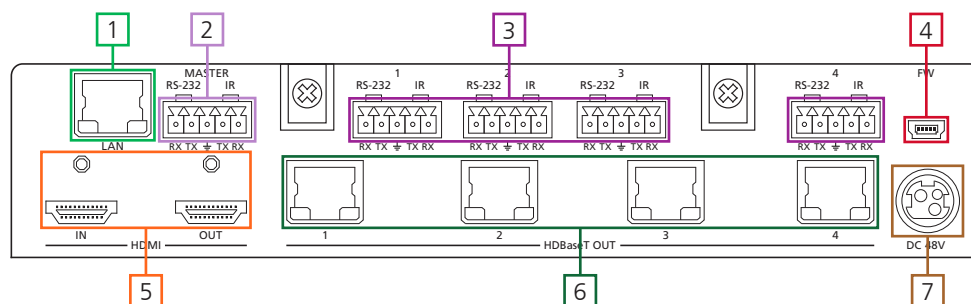 1 2 3 4
MASTER 1 2 3 4 FW
RS-232 IR RS-232 IR RS-232 IR RS-232 IR RS-232 IR
LAN RX TX TX RX RX TX TX RX RX TX TX RX RX TX TX RX RX TX TX RX
IN OUT 1 2 3 4
HDMI HDBaseT OUT DC 48V
5 6 7